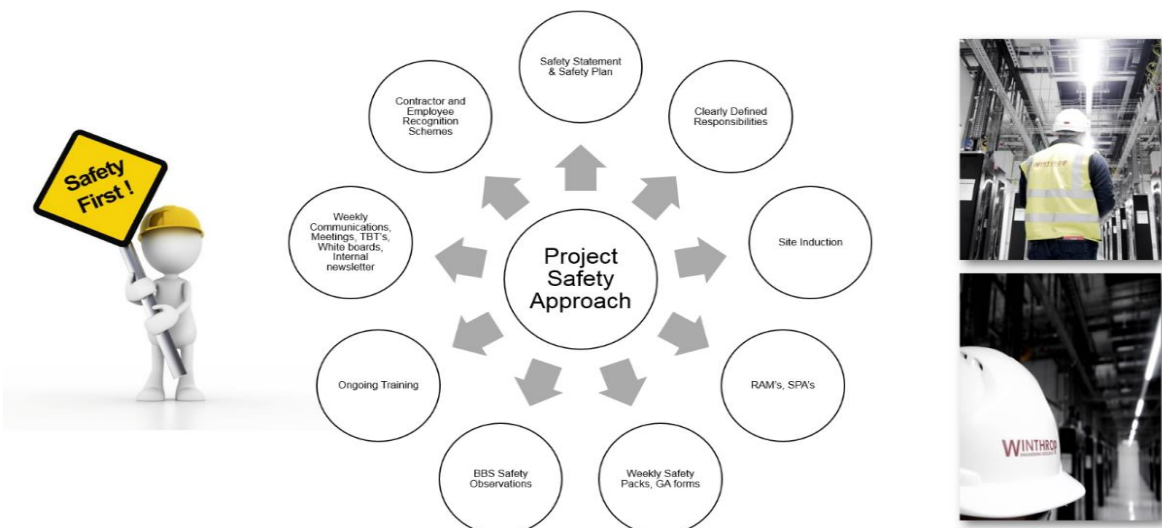 Safety
First !
Safety Statement
& Safety Plan
Contractor and
Employee
Recognition
Schemes
Clearly Defined
Responsibilities
Weekly
Communications,
Meetings, TBT's,
White boards,
Internal
newsletter
Project
Safety
Approach
Site Induction
Ongoing Training
RAM's, SPA's
BBS Safety
Observations
Weekly Safety
Packs, GA forms
WINTHROP
WINTHROP